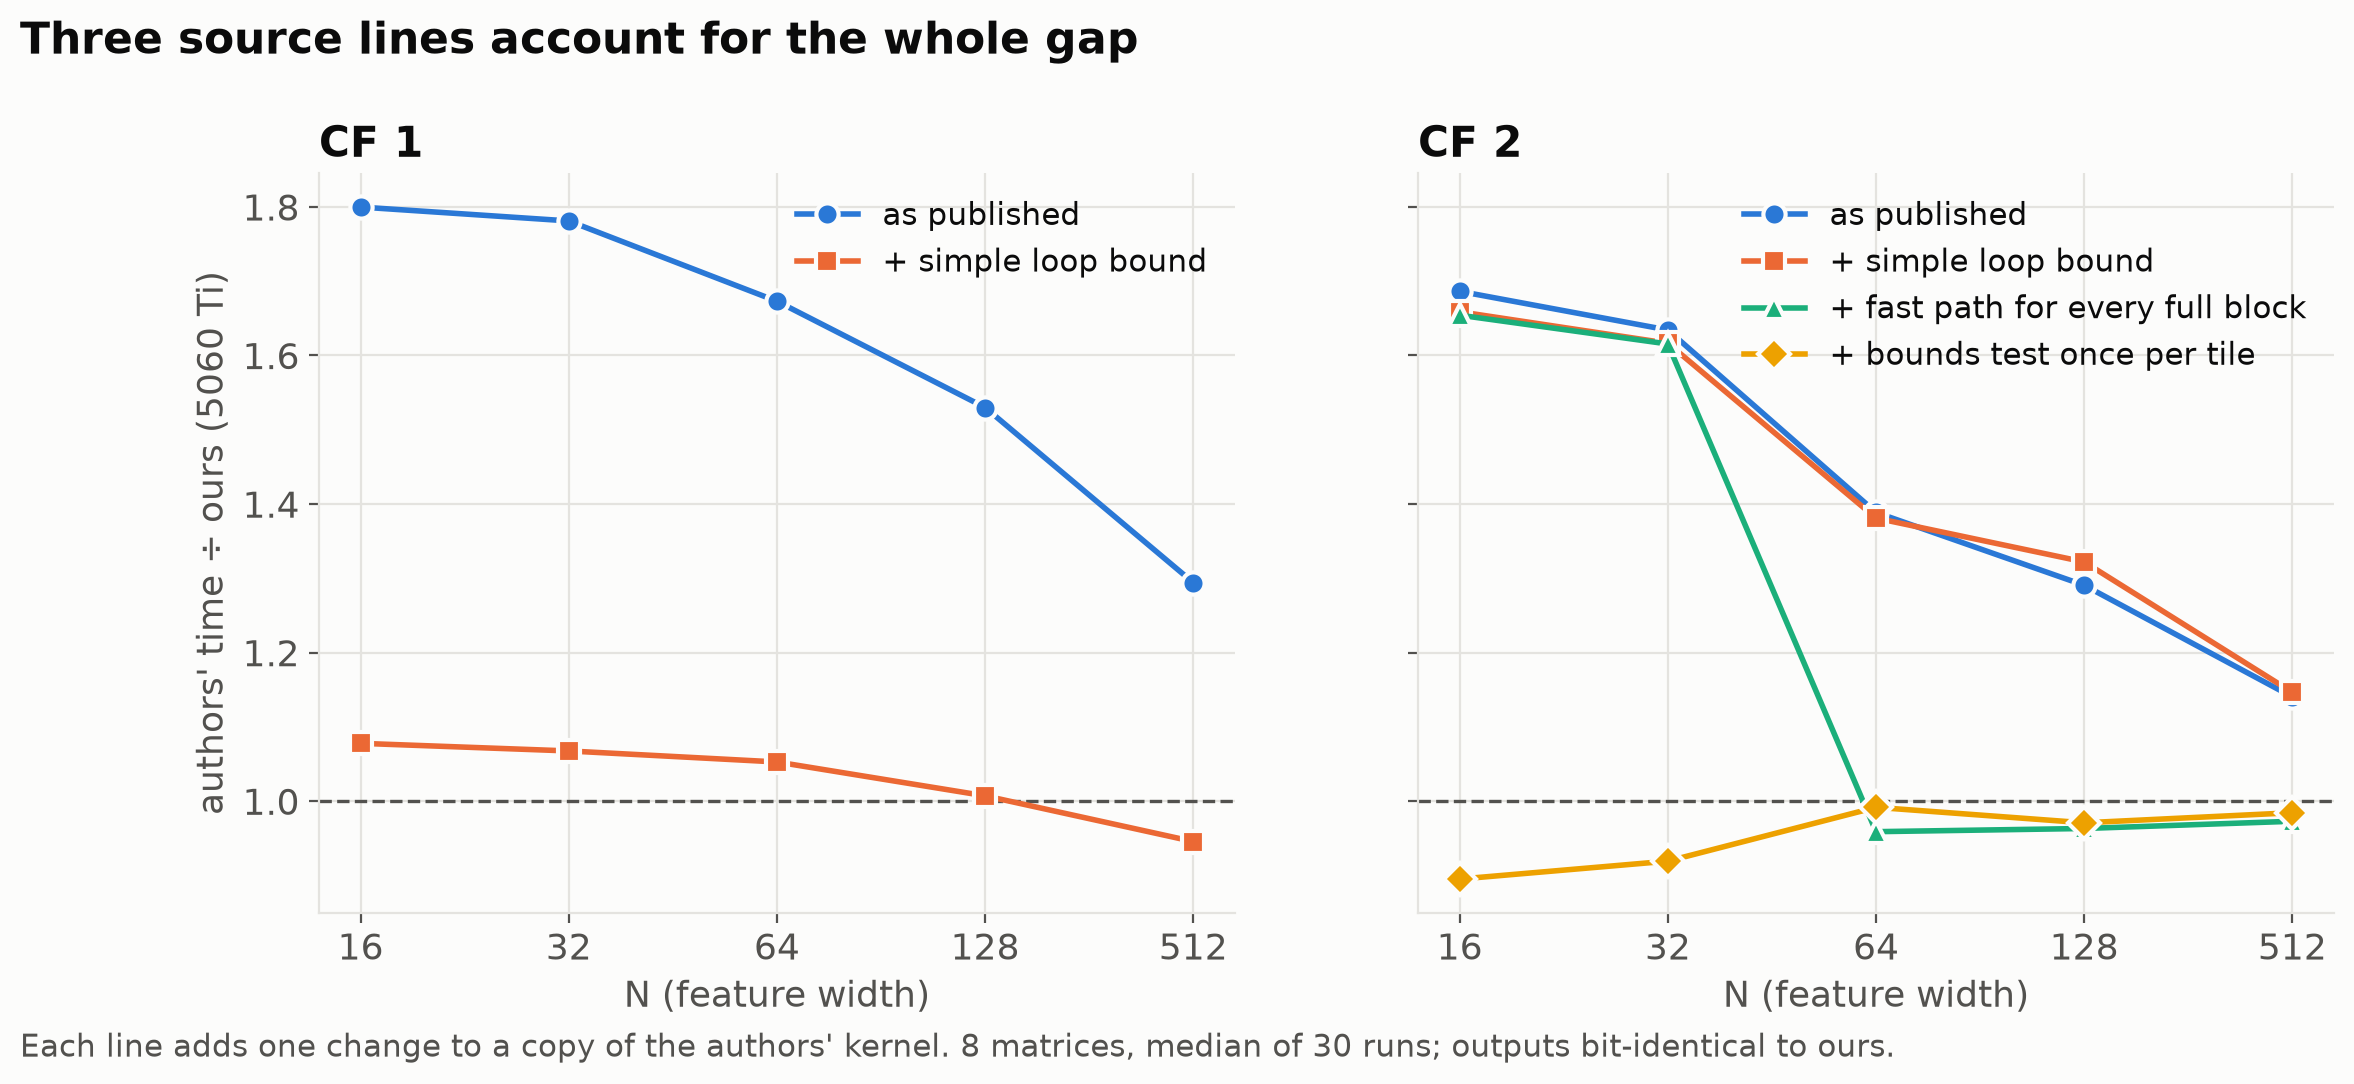 Three source lines account for the whole gap
CF 1
CF 2
authors' time ÷ ours (5060 Ti)
1.8
1.6
1.4
1.2
1.0
as published
+ simple loop bound
as published
+ simple loop bound
+ fast path for every full block
+ bounds test once per tile
16 32 64 128 512
16 32 64 128 512
N (feature width)
N (feature width)
Each line adds one change to a copy of the authors' kernel. 8 matrices, median of 30 runs; outputs bit-identical to ours.